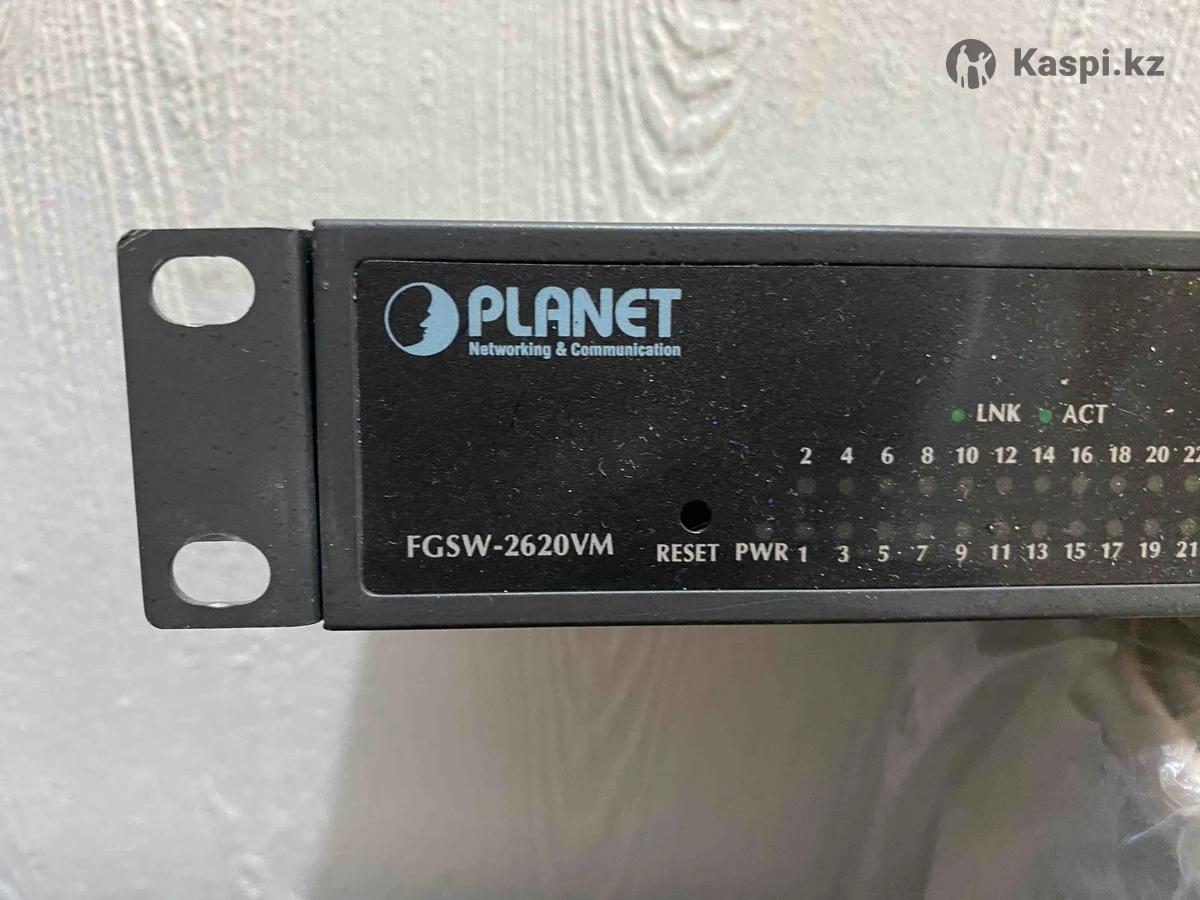 Kaspi.kz
PLANET
Networking & Communication
LNK ACT
2 4 6 8 10 12 14 16 18 20 22
FGSW-2620VM
RESET PWR 1 3 5 7 9 11 13 15 17 19 21